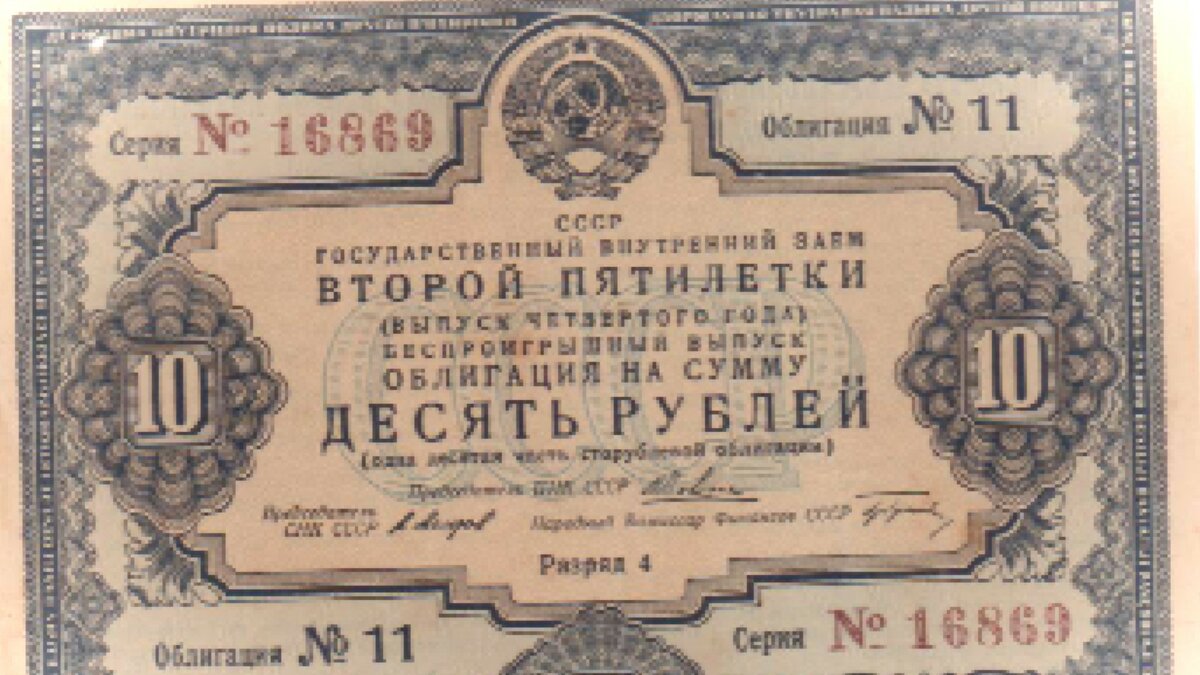 Серия № 16869
Облигация № 11
СССР
ГОСУДАРСТВЕННЫЙ ВНУТРЕННИЙ ЗАЕМ
ВТОРОЙ ПЯТИЛЕТКИ
(ВЫПУСК ЧЕТВЕРТОГО ГОДА)
БЕСПРОИГРЫШНЫЙ ВЫПУСК
ОБЛИГАЦИЯ НА СУММУ
10
10
ДЕСЯТЬ РУБЛЕЙ
(одна десятая часть сторублевой облигации)
Председатель ЦИК СССР
Председатель
СНК СССР
Народный Комиссар Финансов СССР
Разряд 4
Облигация № 11
Серия № 16869